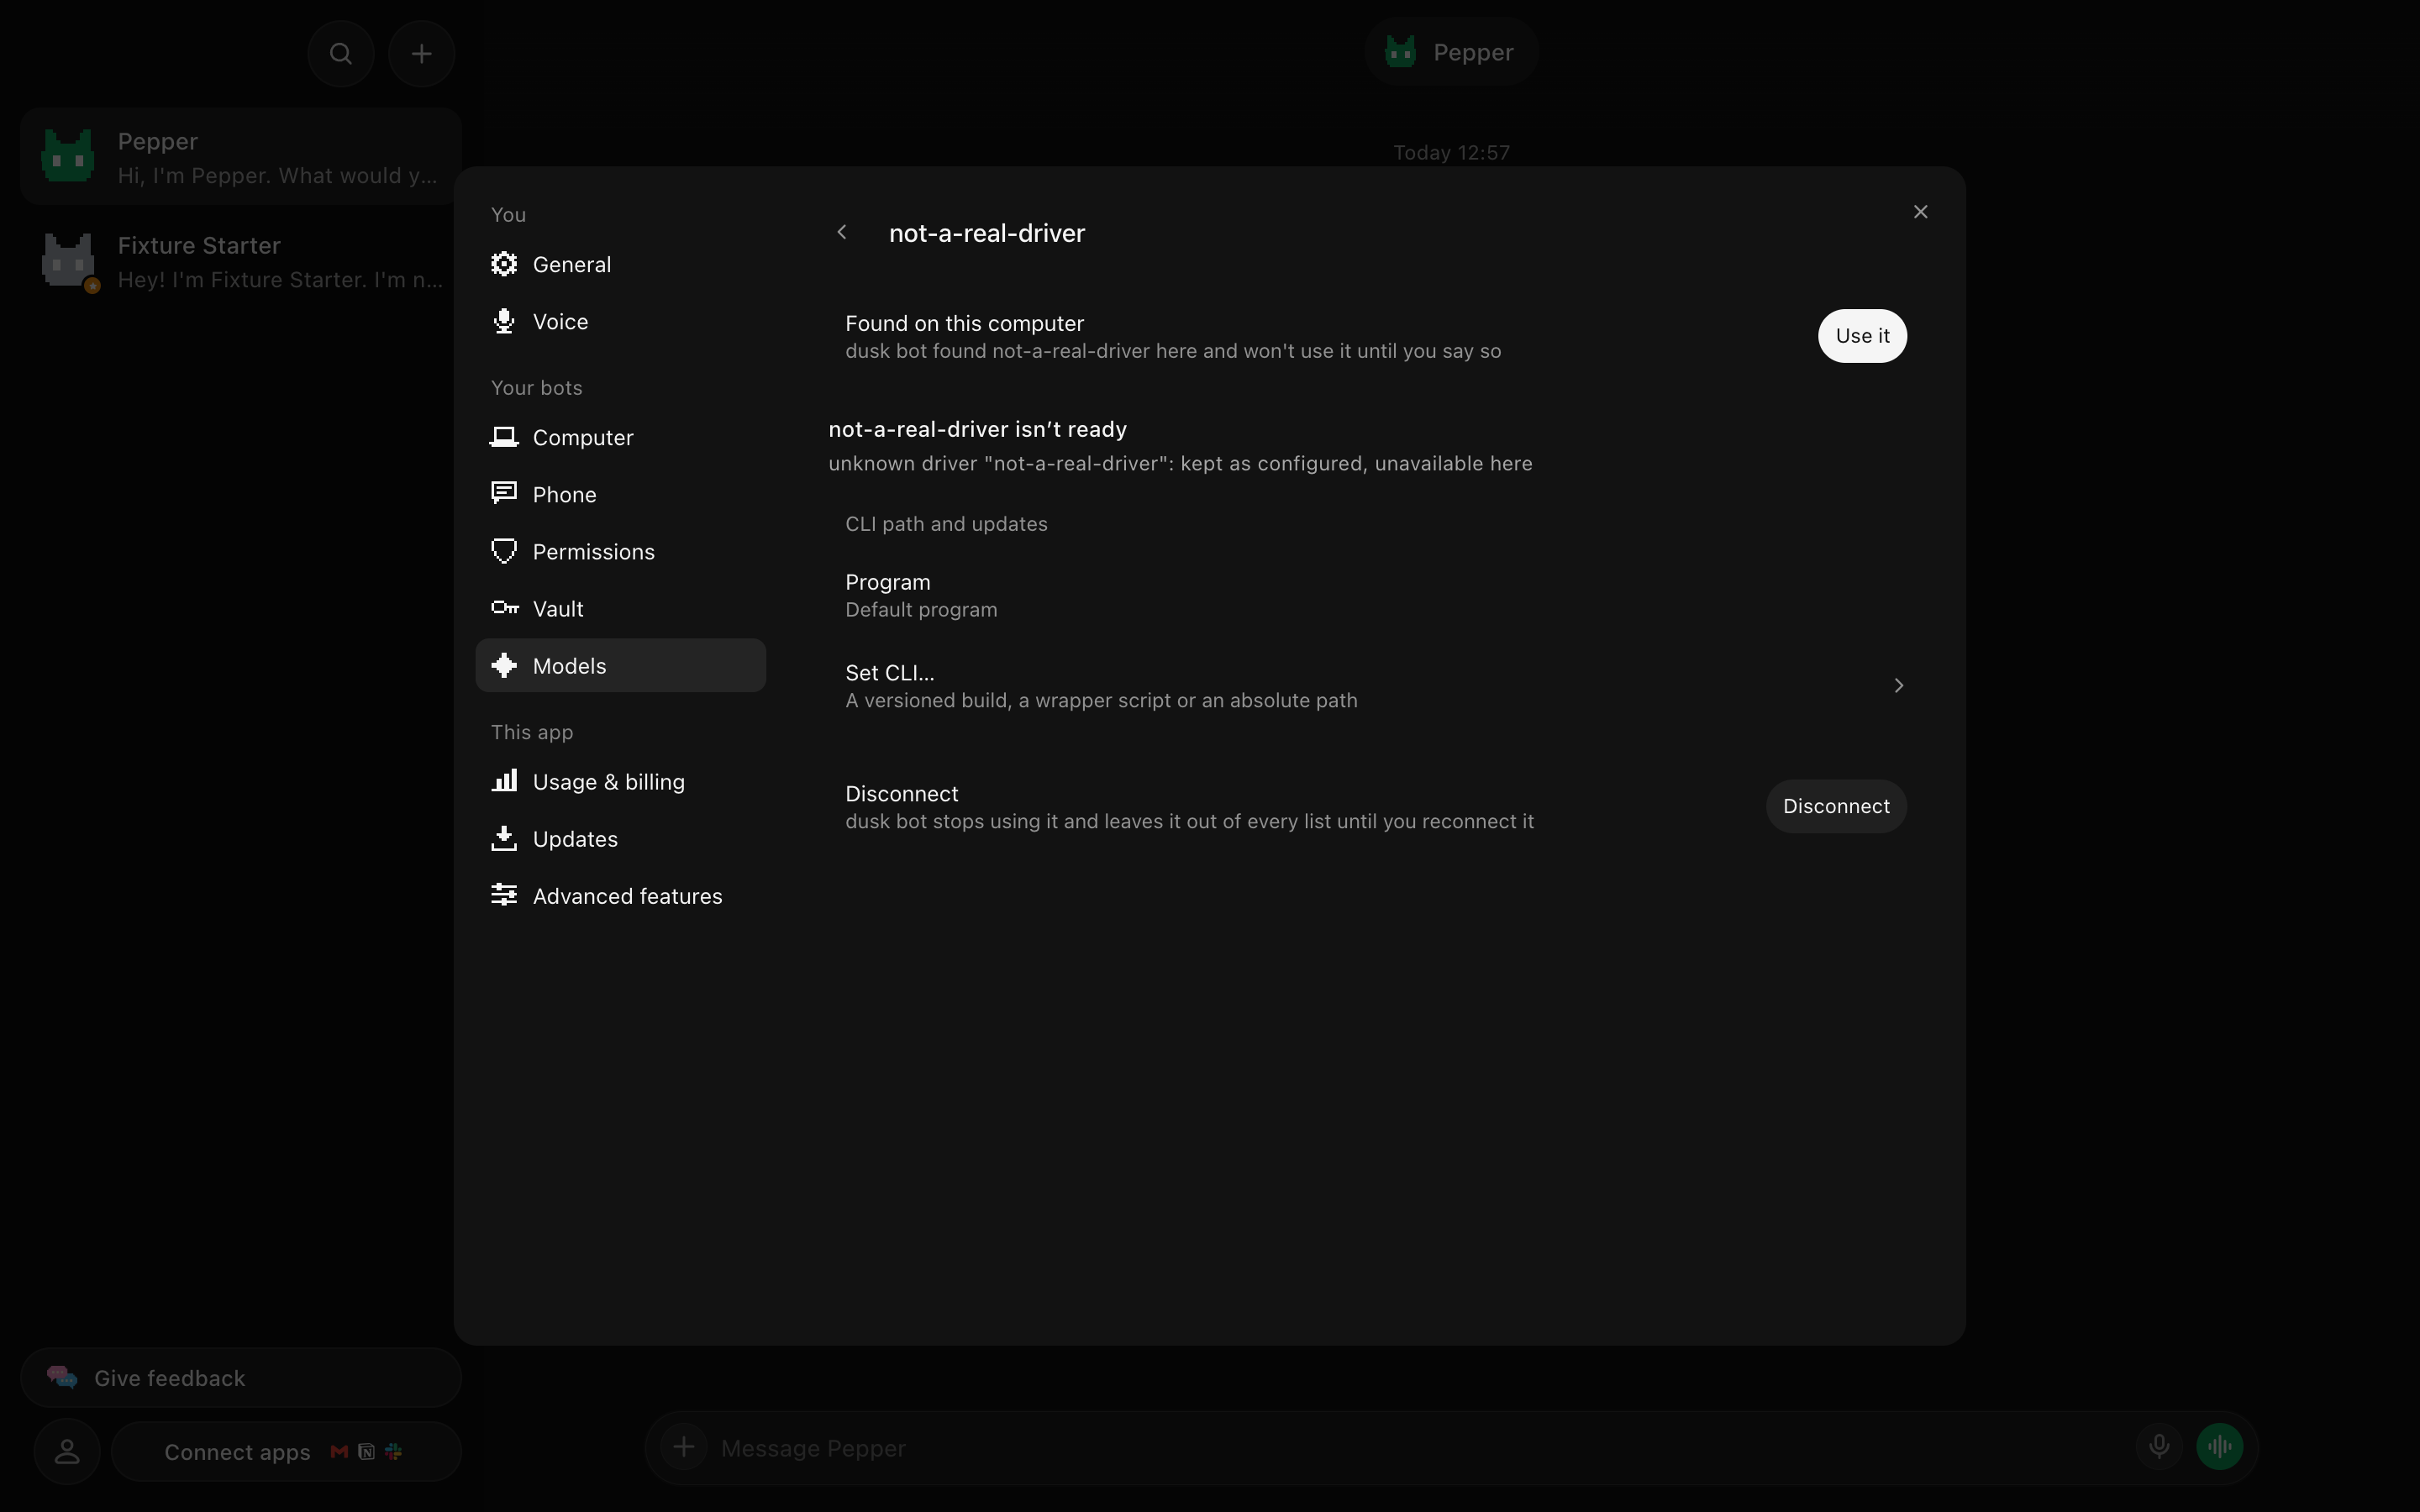 Pepper
Hi, I'm Pepper. What would y...
Fixture Starter
Hey! I'm Fixture Starter. I'm n...
Give feedback
Connect apps
Pepper
Today 12:57
You
General
Voice
Your bots
Computer
Phone
Permissions
Vault
Models
This app
Usage & billing
Updates
Advanced features
not-a-real-driver
Found on this computer
dusk bot found not-a-real-driver here and won't use it until you say so
Use it
not-a-real-driver isn’t ready
unknown driver "not-a-real-driver": kept as configured, unavailable here
CLI path and updates
Program
Default program
Set CLI...
A versioned build, a wrapper script or an absolute path
Disconnect
dusk bot stops using it and leaves it out of every list until you reconnect it
Disconnect
Message Pepper